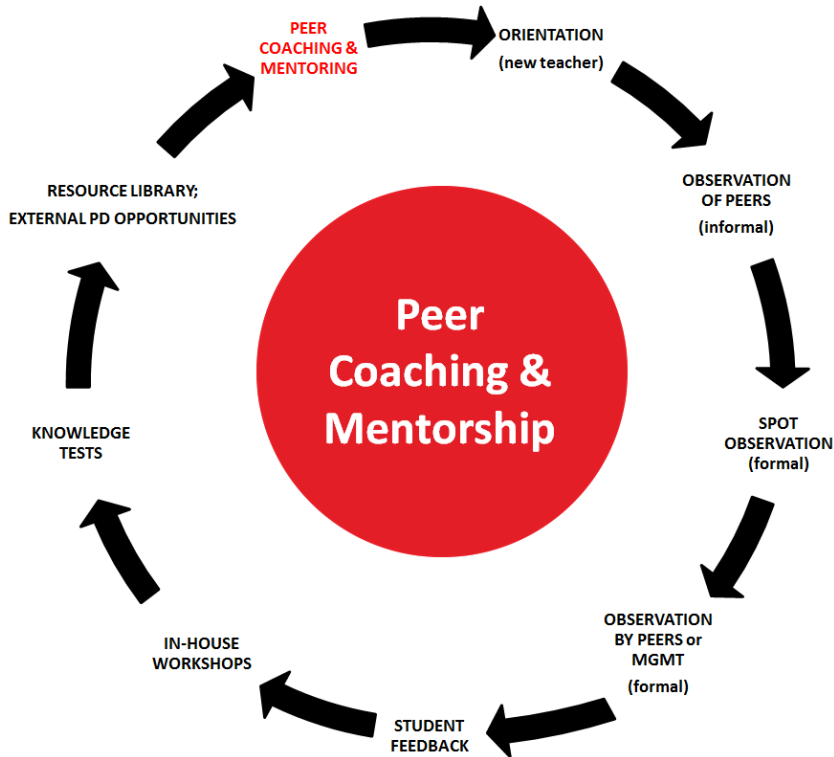 PEER
COACHING &
MENTORING
ORIENTATION
(new teacher)
OBSERVATION
OF PEERS
(informal)
SPOT
OBSERVATION
(formal)
OBSERVATION
BY PEERS or
MGMT
(formal)
STUDENT
FEEDBACK
IN-HOUSE
WORKSHOPS
KNOWLEDGE
TESTS
RESOURCE LIBRARY;
EXTERNAL PD OPPORTUNITIES
Peer
Coaching &
Mentorship